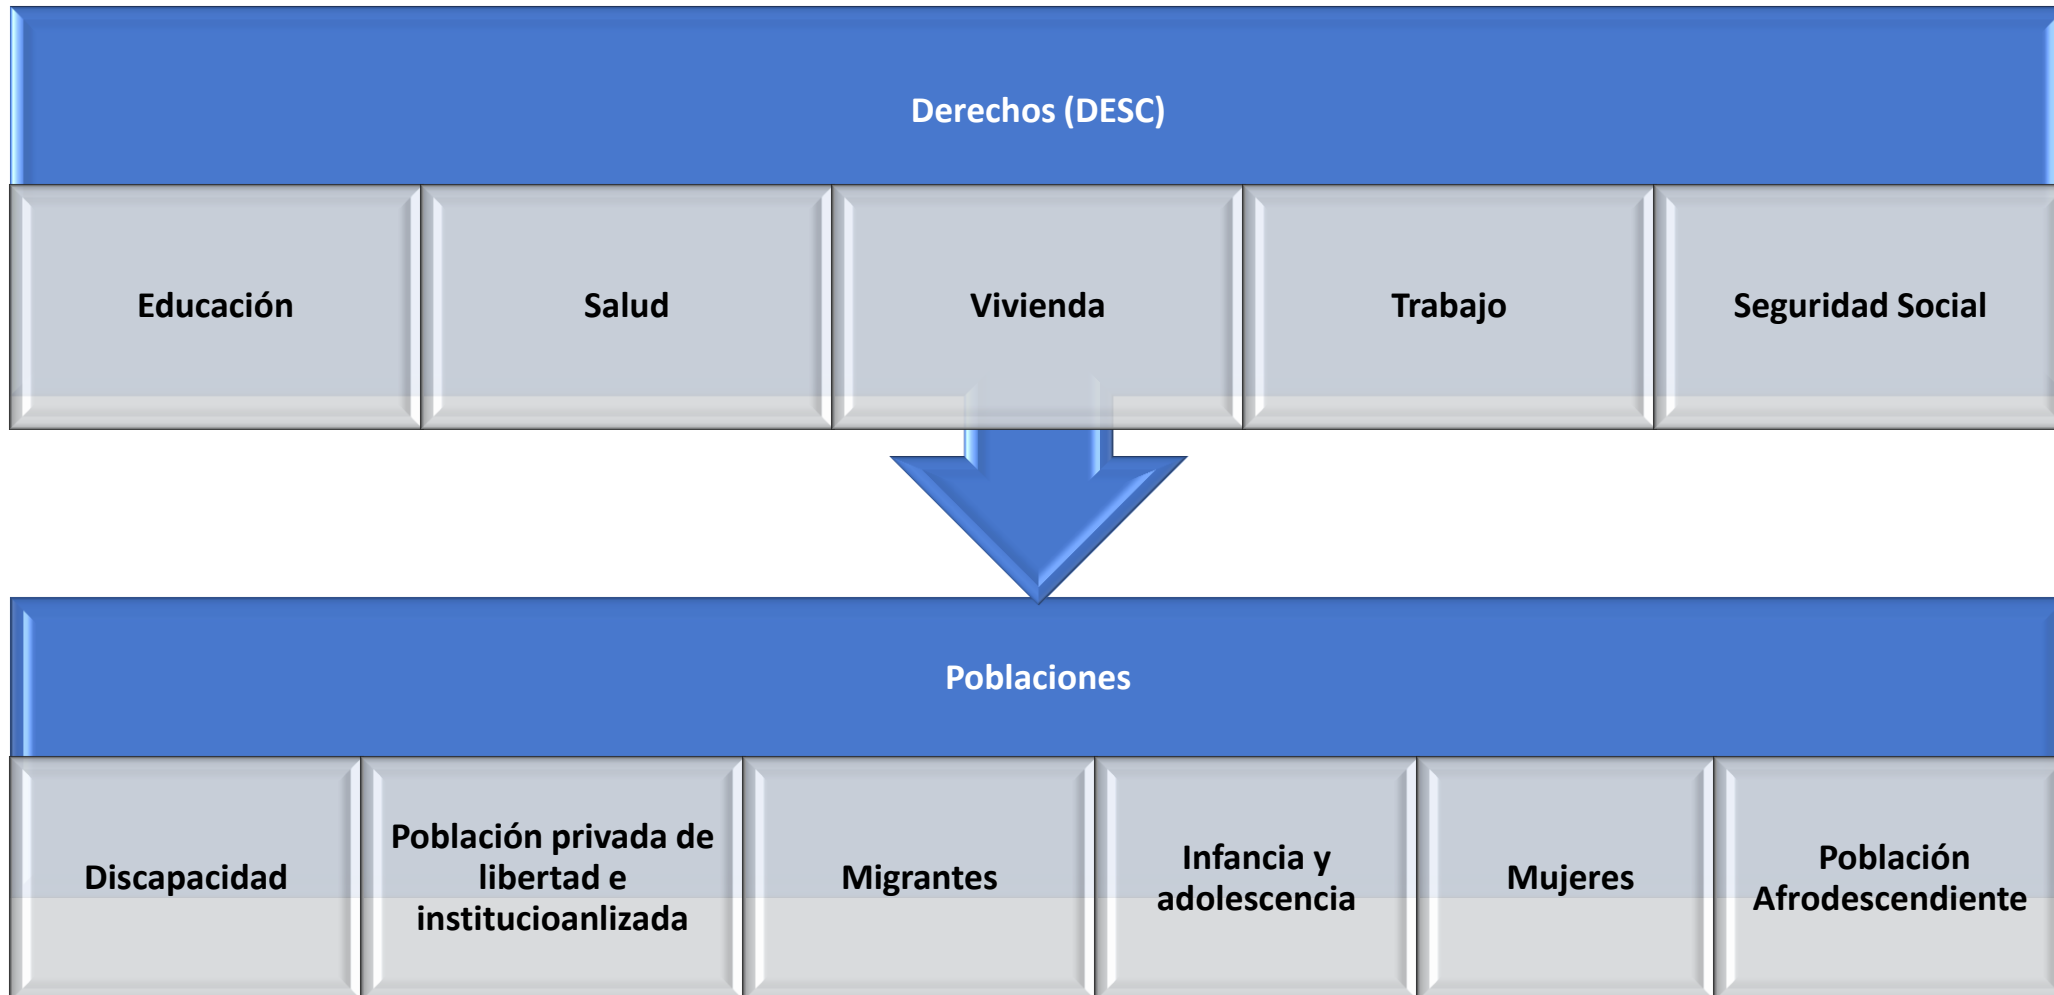 Derechos (DESC)
Educación
Salud
Vivienda
Trabajo
Seguridad Social
Poblaciones
Discapacidad
Población privada de
libertad e
institucioanlizada
Migrantes
Infancia y
adolescencia
Mujeres
Población
Afrodescendiente